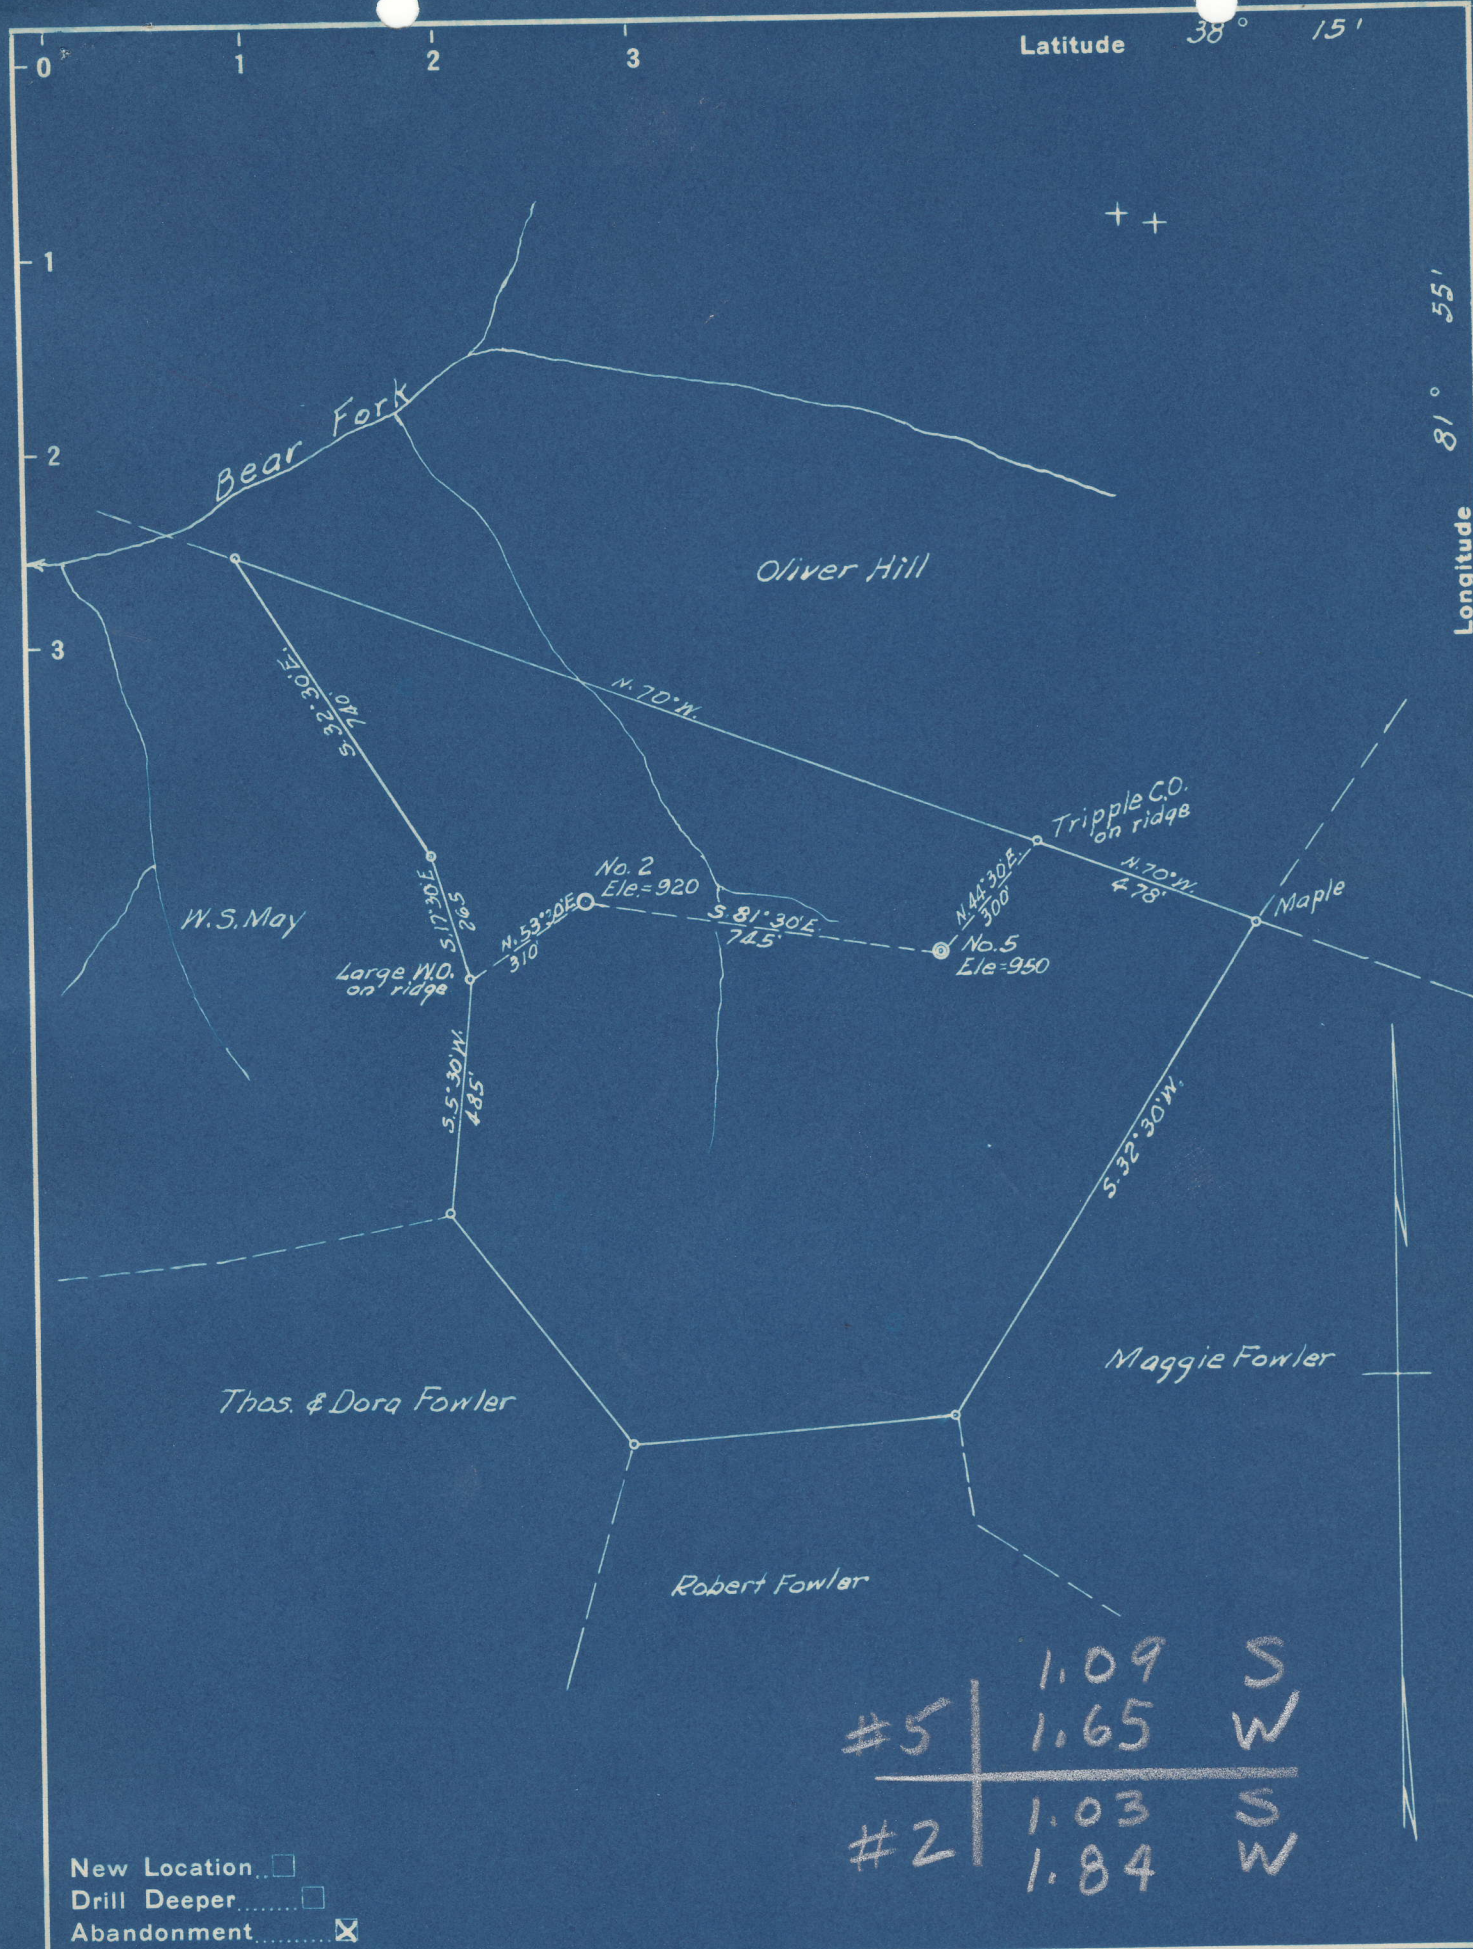 Latitude 38° 15'
0 1 2 3
1
2
3
81° 55'
Longitude
Bear Fork
Oliver Hill
S. 32° 30' E.
740'
N. 70° W.
Tripple C.O.
on ridge
N. 44° 30' E.
300'
N. 70° W.
478'
Maple
No. 2
Ele. = 920
W.S. May
S. 17° 30' E
265
N. 53° 30' E
310'
S. 81° 30' E.
745'
No. 5
Ele = 950
Large W.O.
on ridge
S. 5° 30' W.
485'
S. 32° 30' W.
Maggie Fowler
Thos. & Dora Fowler
Robert Fowler
#5 1.09 S
1.65 W
#2 1.03 S
1.84 W
New Location
Drill Deeper
Abandonment X